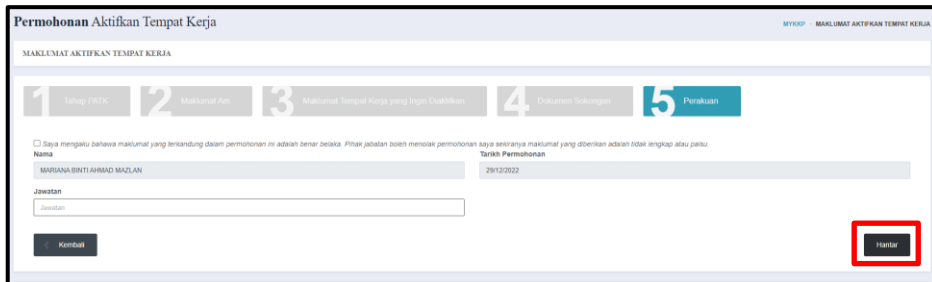 Permohonan Aktifkan Tempat Kerja
MYKKP MAKLUMAT AKTIFKAN TEMPAT KERJA
MAKLUMAT AKTIFKAN TEMPAT KERJA
1 Tahap PATK 2 Maklumat Am 3 Maklumat Tempat Kerja yang Ingin Diaktifkan 4 Dokumen Sokongan 5 Perakuan
Saya mengaku bahawa maklumat yang terkandung dalam permohonan ini adalah benar belaka. Pihak jabatan boleh menolak permohonan saya sekiranya maklumat yang diberikan adalah tidak lengkap atau palsu.
Nama Tarikh Permohonan
MARIANA BINTI AHMAD MAZLAN 29/12/2022
Jawatan
Jawatan
Kembali Hantar